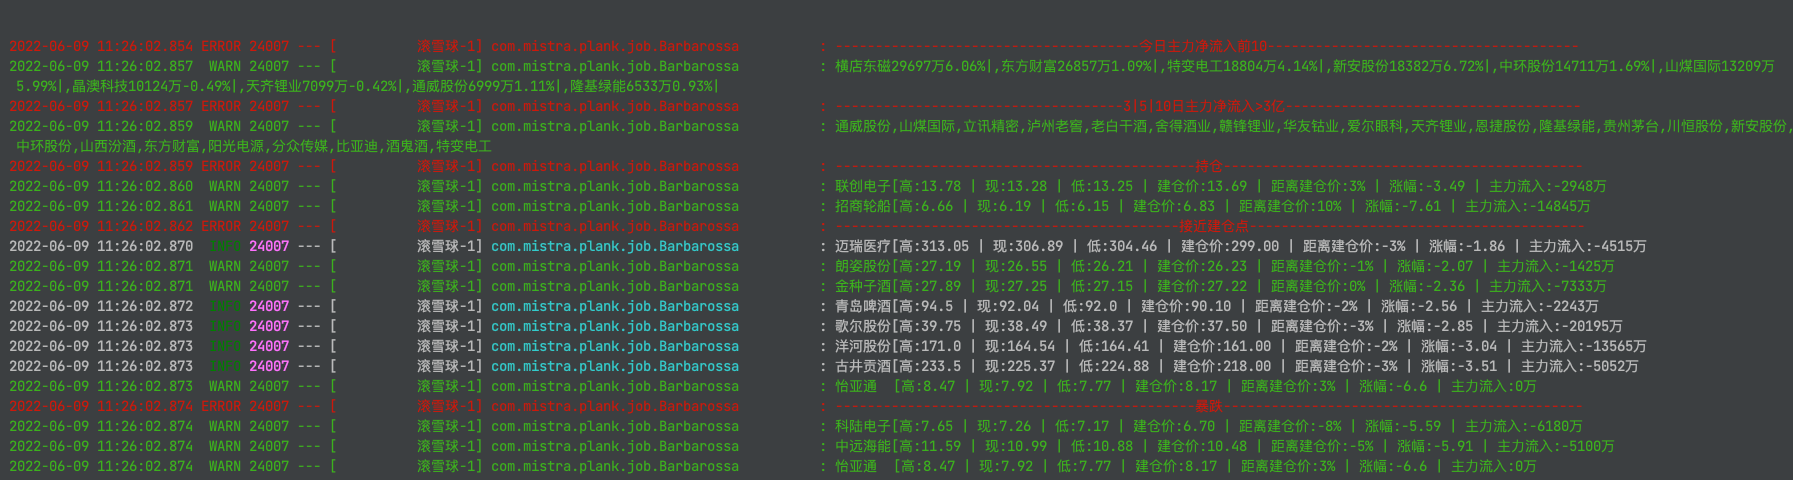 2022-06-09 11:26:02.854 ERROR 24007 --- [          滚雪球-1] com.mistra.plank.job.Barbarossa          : --------------------------------------今日主力净流入前10---------------------------------------
2022-06-09 11:26:02.857  WARN 24007 --- [          滚雪球-1] com.mistra.plank.job.Barbarossa          : 横店东磁29697万6.06%|,东方财富26857万1.09%|,特变电工18804万4.14%|,新安股份18382万6.72%|,中环股份14711万1.69%|,山煤国际13209万
5.99%|,晶澳科技10124万-0.49%|,天齐锂业7099万-0.42%|,通威股份6999万1.11%|,隆基绿能6533万0.93%|
2022-06-09 11:26:02.857 ERROR 24007 --- [          滚雪球-1] com.mistra.plank.job.Barbarossa          : ------------------------------------3|5|10日主力净流入>3亿-------------------------------------
2022-06-09 11:26:02.859  WARN 24007 --- [          滚雪球-1] com.mistra.plank.job.Barbarossa          : 通威股份,山煤国际,立讯精密,泸州老窖,老白干酒,舍得酒业,赣锋锂业,华友钴业,爱尔眼科,天齐锂业,恩捷股份,隆基绿能,贵州茅台,川恒股份,新安股份,
中环股份,山西汾酒,东方财富,阳光电源,分众传媒,比亚迪,酒鬼酒,特变电工
2022-06-09 11:26:02.859 ERROR 24007 --- [          滚雪球-1] com.mistra.plank.job.Barbarossa          : ---------------------------------------------持仓---------------------------------------------
2022-06-09 11:26:02.860  WARN 24007 --- [          滚雪球-1] com.mistra.plank.job.Barbarossa          : 联创电子[高:13.78 | 现:13.28 | 低:13.25 | 建仓价:13.69 | 距离建仓价:3% | 涨幅:-3.49 | 主力流入:-2948万
2022-06-09 11:26:02.861  WARN 24007 --- [          滚雪球-1] com.mistra.plank.job.Barbarossa          : 招商轮船[高:6.66 | 现:6.19 | 低:6.15 | 建仓价:6.83 | 距离建仓价:10% | 涨幅:-7.61 | 主力流入:-14845万
2022-06-09 11:26:02.862 ERROR 24007 --- [          滚雪球-1] com.mistra.plank.job.Barbarossa          : -------------------------------------------接近建仓点------------------------------------------
2022-06-09 11:26:02.870  INFO 24007 --- [          滚雪球-1] com.mistra.plank.job.Barbarossa          : 迈瑞医疗[高:313.05 | 现:306.89 | 低:304.46 | 建仓价:299.00 | 距离建仓价:-3% | 涨幅:-1.86 | 主力流入:-4515万
2022-06-09 11:26:02.871  WARN 24007 --- [          滚雪球-1] com.mistra.plank.job.Barbarossa          : 朗姿股份[高:27.19 | 现:26.55 | 低:26.21 | 建仓价:26.23 | 距离建仓价:-1% | 涨幅:-2.07 | 主力流入:-1425万
2022-06-09 11:26:02.871  WARN 24007 --- [          滚雪球-1] com.mistra.plank.job.Barbarossa          : 金种子酒[高:27.89 | 现:27.25 | 低:27.15 | 建仓价:27.22 | 距离建仓价:0% | 涨幅:-2.36 | 主力流入:-7333万
2022-06-09 11:26:02.872  INFO 24007 --- [          滚雪球-1] com.mistra.plank.job.Barbarossa          : 青岛啤酒[高:94.5 | 现:92.04 | 低:92.0 | 建仓价:90.10 | 距离建仓价:-2% | 涨幅:-2.56 | 主力流入:-2243万
2022-06-09 11:26:02.873  INFO 24007 --- [          滚雪球-1] com.mistra.plank.job.Barbarossa          : 歌尔股份[高:39.75 | 现:38.49 | 低:38.37 | 建仓价:37.50 | 距离建仓价:-3% | 涨幅:-2.85 | 主力流入:-20195万
2022-06-09 11:26:02.873  INFO 24007 --- [          滚雪球-1] com.mistra.plank.job.Barbarossa          : 洋河股份[高:171.0 | 现:164.54 | 低:164.41 | 建仓价:161.00 | 距离建仓价:-2% | 涨幅:-3.04 | 主力流入:-13565万
2022-06-09 11:26:02.873  INFO 24007 --- [          滚雪球-1] com.mistra.plank.job.Barbarossa          : 古井贡酒[高:233.5 | 现:225.37 | 低:224.88 | 建仓价:218.00 | 距离建仓价:-3% | 涨幅:-3.51 | 主力流入:-5052万
2022-06-09 11:26:02.873  WARN 24007 --- [          滚雪球-1] com.mistra.plank.job.Barbarossa          : 怡亚通  [高:8.47 | 现:7.92 | 低:7.77 | 建仓价:8.17 | 距离建仓价:3% | 涨幅:-6.6 | 主力流入:0万
2022-06-09 11:26:02.874 ERROR 24007 --- [          滚雪球-1] com.mistra.plank.job.Barbarossa          : ---------------------------------------------暴跌---------------------------------------------
2022-06-09 11:26:02.874  WARN 24007 --- [          滚雪球-1] com.mistra.plank.job.Barbarossa          : 科陆电子[高:7.65 | 现:7.26 | 低:7.17 | 建仓价:6.70 | 距离建仓价:-8% | 涨幅:-5.59 | 主力流入:-6180万
2022-06-09 11:26:02.874  WARN 24007 --- [          滚雪球-1] com.mistra.plank.job.Barbarossa          : 中远海能[高:11.59 | 现:10.99 | 低:10.88 | 建仓价:10.48 | 距离建仓价:-5% | 涨幅:-5.91 | 主力流入:-5100万
2022-06-09 11:26:02.874  WARN 24007 --- [          滚雪球-1] com.mistra.plank.job.Barbarossa          : 怡亚通  [高:8.47 | 现:7.92 | 低:7.77 | 建仓价:8.17 | 距离建仓价:3% | 涨幅:-6.6 | 主力流入:0万